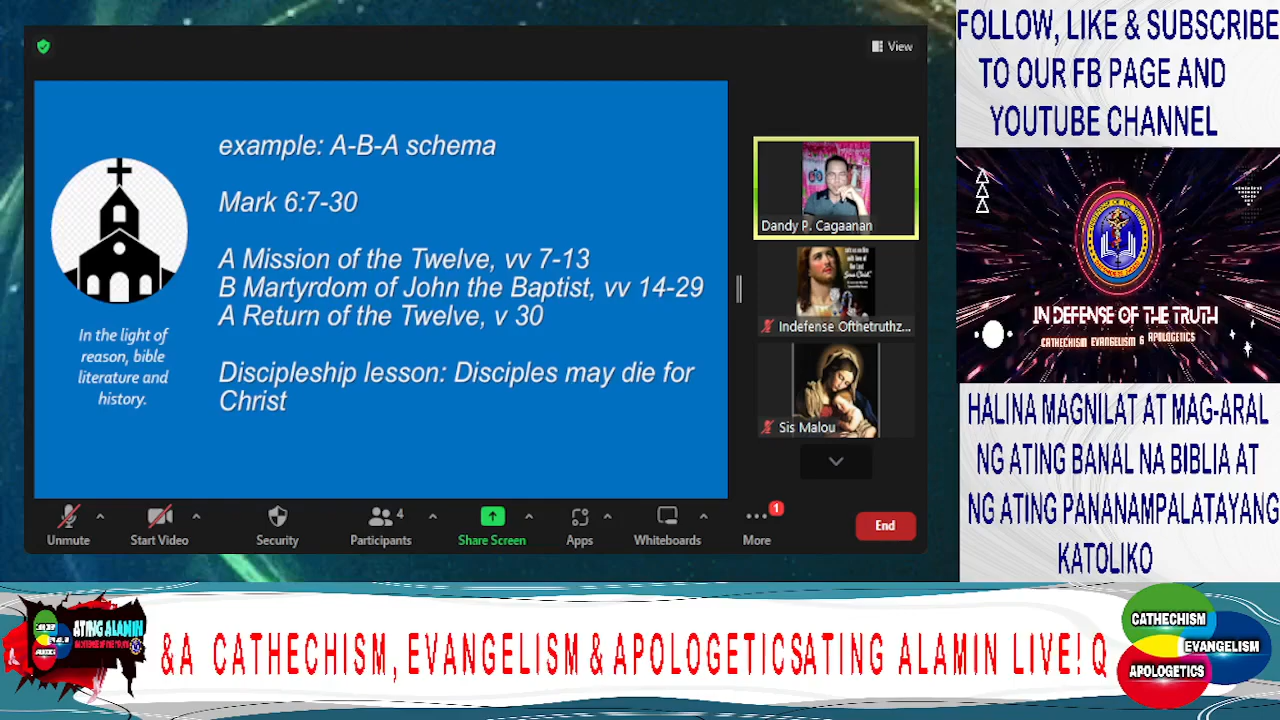 View
example: A-B-A schema
Mark 6:7-30
A Mission of the Twelve, vv 7-13
B Martyrdom of John the Baptist, vv 14-29
A Return of the Twelve, v 30
Discipleship lesson: Disciples may die for
Christ
In the light of
reason, bible
literature and
history.
Dandy P. Cagaanan
Indefense Ofthetruthz...
Sis Malou
Unmute
Start Video
Security
4
Participants
Share Screen
Apps
Whiteboards
1
More
End
FOLLOW, LIKE & SUBSCRIBE
TO OUR FB PAGE AND
YOUTUBE CHANNEL
IN DEFENSE OF THE TRUTH
CATHECHISM EVANGELISM & APOLOGETICS
HALINA MAGNILAT AT MAG-ARAL
NG ATING BANAL NA BIBLIA AT
NG ATING PANANAMPALATAYANG
KATOLIKO
ATING ALAMIN
&A CATHECHISM, EVANGELISM & APOLOGETICSATING ALAMIN LIVE! Q
CATHECHISM
EVANGELISM
APOLOGETICS